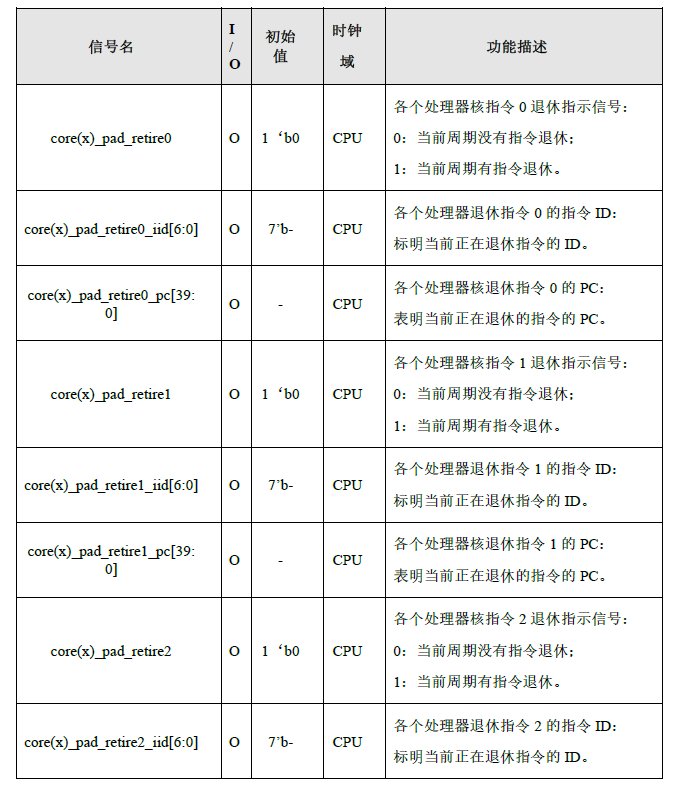 信号名
I
/
O
初始
值
时钟
域
功能描述
core(x)_pad_retire0
O
1‘b0
CPU
各个处理器核指令 0 退休指示信号：
0：当前周期没有指令退休；
1：当前周期有指令退休。
core(x)_pad_retire0_iid[6:0]
O
7’b-
CPU
各个处理器退休指令 0 的指令 ID：
标明当前正在退休指令的 ID。
core(x)_pad_retire0_pc[39:
0]
O
-
CPU
各个处理器核退休指令 0 的 PC：
表明当前正在退休的指令的 PC。
core(x)_pad_retire1
O
1‘b0
CPU
各个处理器核指令 1 退休指示信号：
0：当前周期没有指令退休；
1：当前周期有指令退休。
core(x)_pad_retire1_iid[6:0]
O
7’b-
CPU
各个处理器退休指令 1 的指令 ID：
标明当前正在退休指令的 ID。
core(x)_pad_retire1_pc[39:
0]
O
-
CPU
各个处理器核退休指令 1 的 PC：
表明当前正在退休的指令的 PC。
core(x)_pad_retire2
O
1‘b0
CPU
各个处理器核指令 2 退休指示信号：
0：当前周期没有指令退休；
1：当前周期有指令退休。
core(x)_pad_retire2_iid[6:0]
O
7’b-
CPU
各个处理器退休指令 2 的指令 ID：
标明当前正在退休指令的 ID。